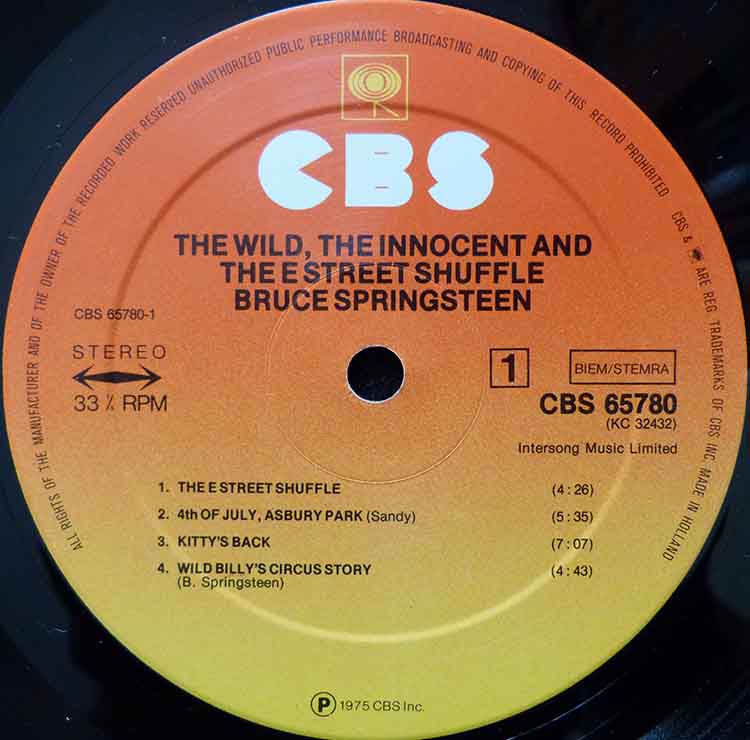 ALL RIGHTS OF THE MANUFACTURER AND OF THE OWNER OF THE RECORDED WORK RESERVED UNAUTHORIZED PUBLIC PERFORMANCE BROADCASTING AND COPYING OF THIS RECORD PROHIBITED
CBS & ARE REG. TRADEMARKS OF CBS INC. MADE IN HOLLAND
CBS
THE WILD, THE INNOCENT AND
THE E STREET SHUFFLE
BRUCE SPRINGSTEEN
CBS 65780-1
STEREO
33 ⅓ RPM
1
BIEM/STEMRA
CBS 65780
(KC 32432)
Intersong Music Limited
1. THE E STREET SHUFFLE (4:26)
2. 4th OF JULY, ASBURY PARK (Sandy) (5:35)
3. KITTY'S BACK (7:07)
4. WILD BILLY'S CIRCUS STORY (4:43)
(B. Springsteen)
Ⓟ 1975 CBS Inc.